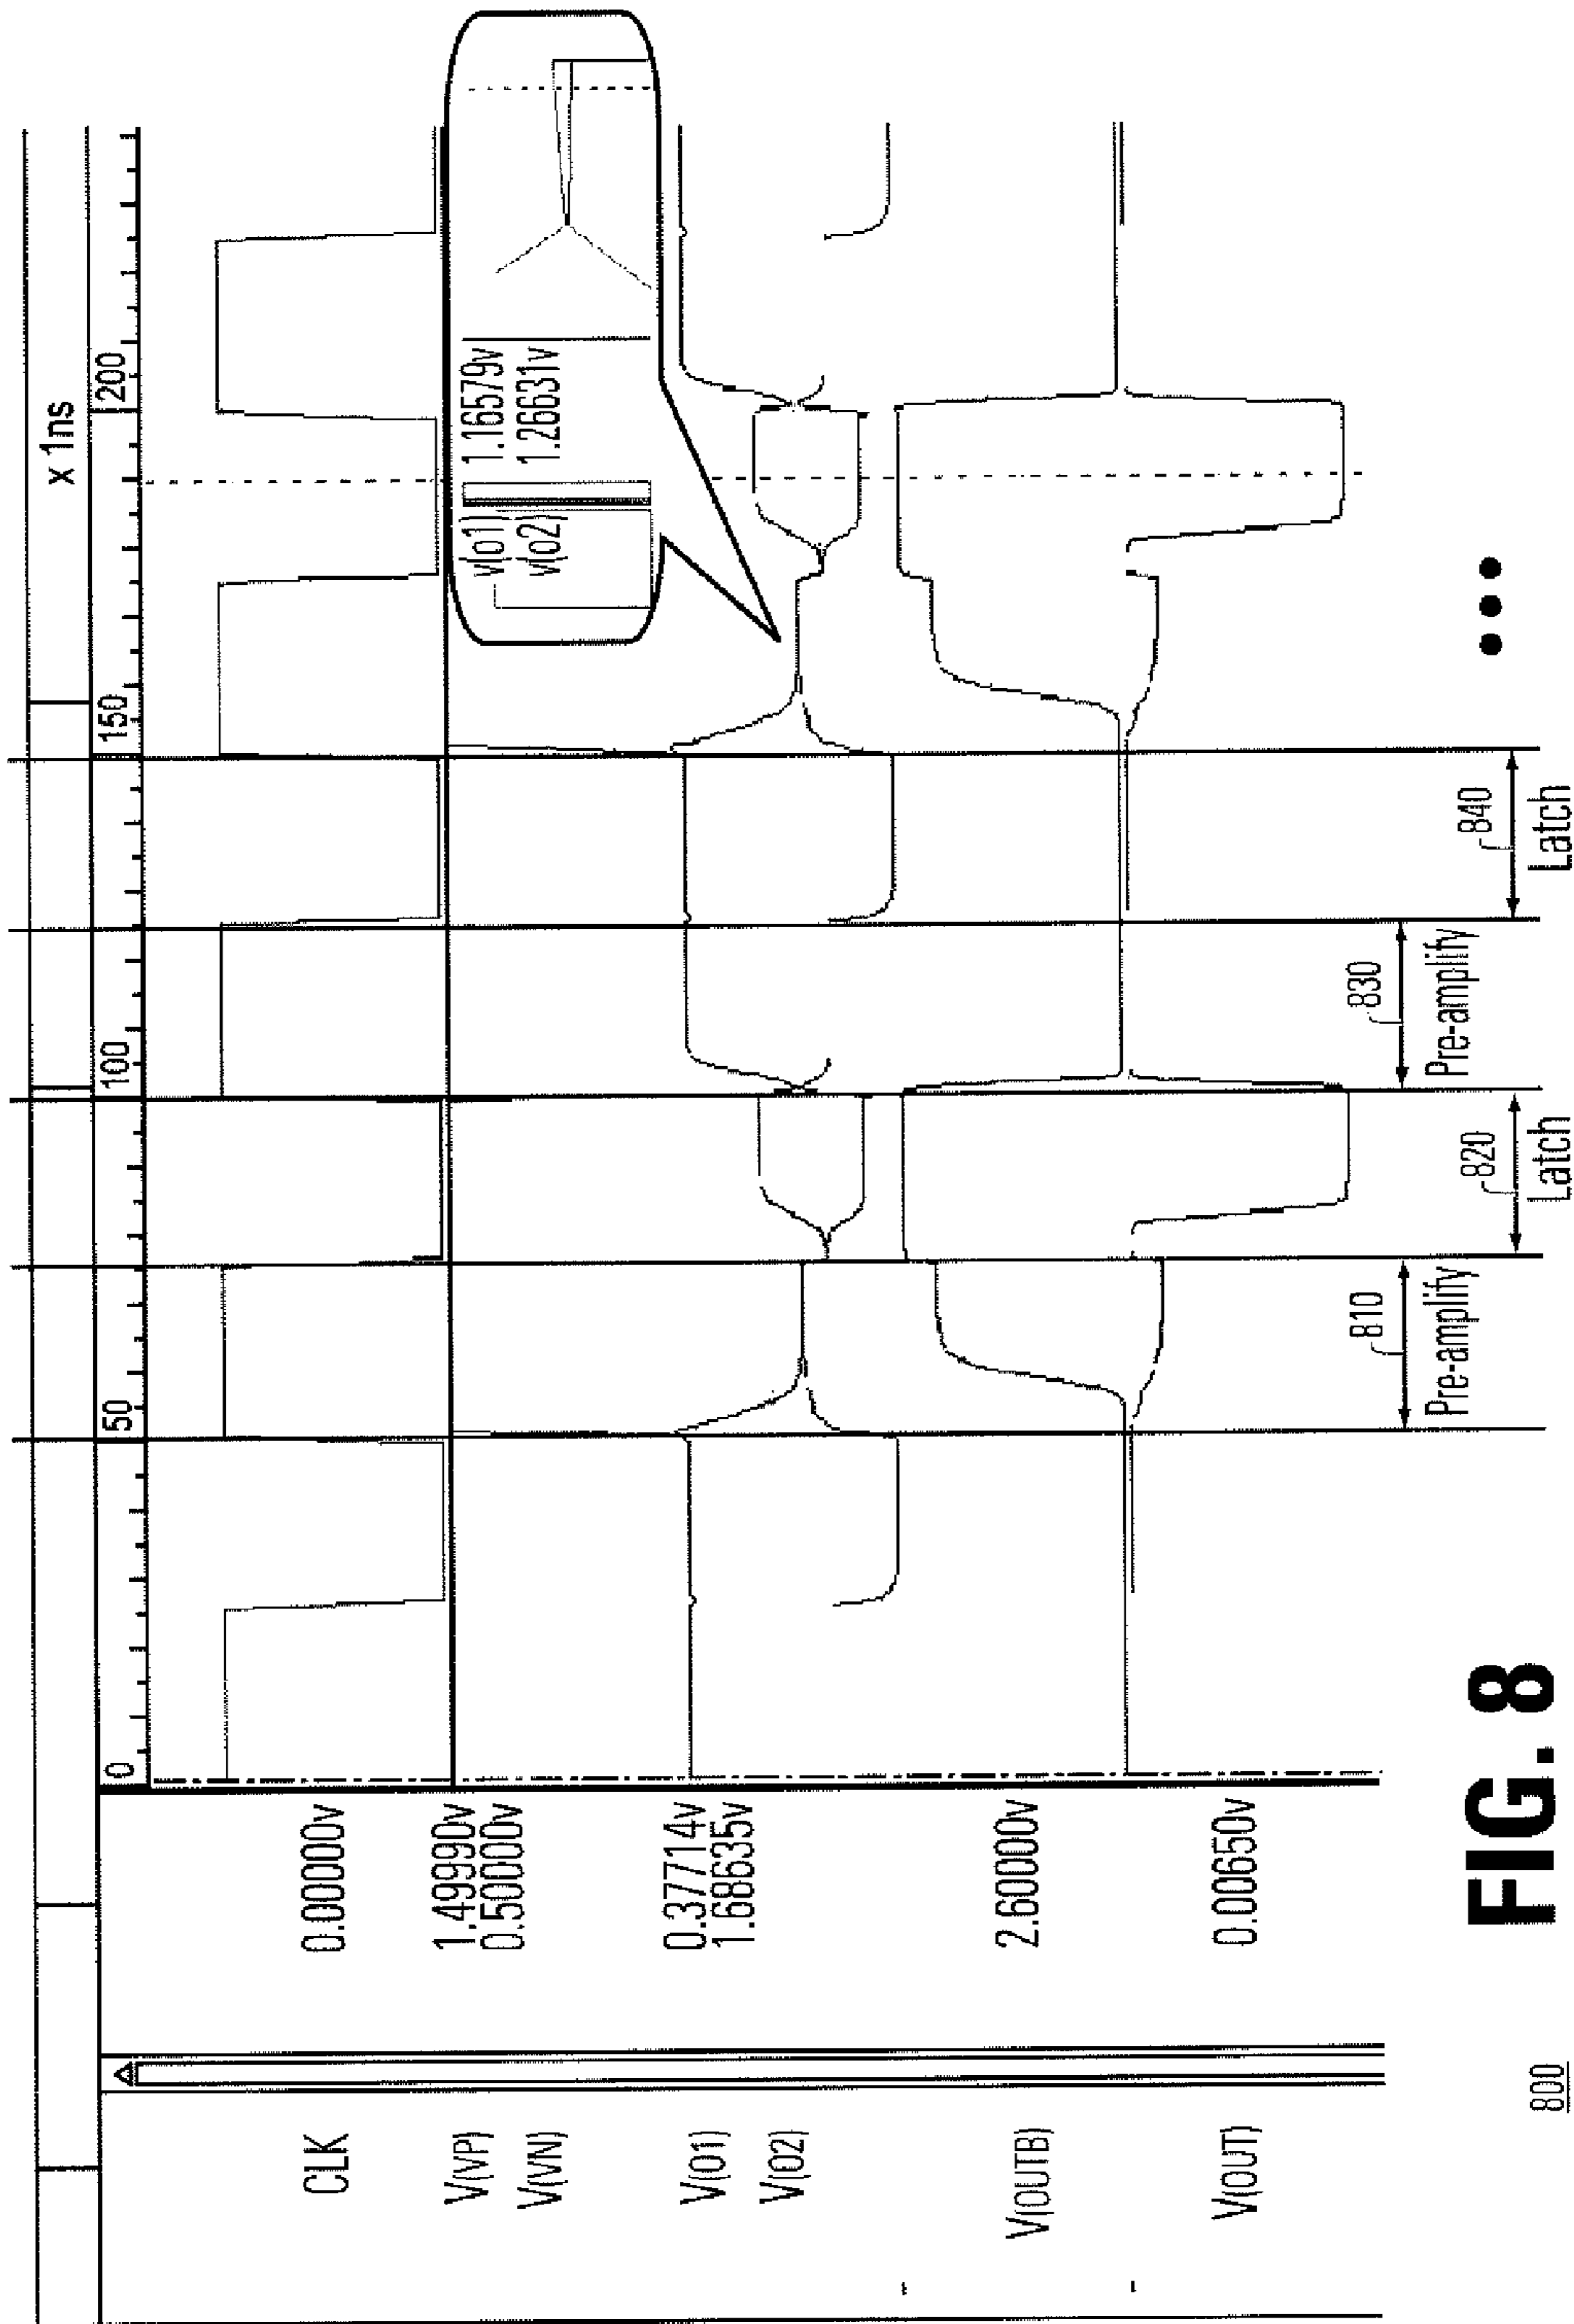 x 1ns
0
50
100
150
200
CLK
0.00000v
V(VP)
1.49990v
V(VN)
0.50000v
v(o1)
1.16579v
v(o2)
1.26631v
V(O1)
0.37714v
V(O2)
1.68635v
V(OUTB)
2.60000v
V(OUT)
0.00650v
810
Pre-amplify
820
Latch
830
Pre-amplify
840
Latch
800
FIG. 8